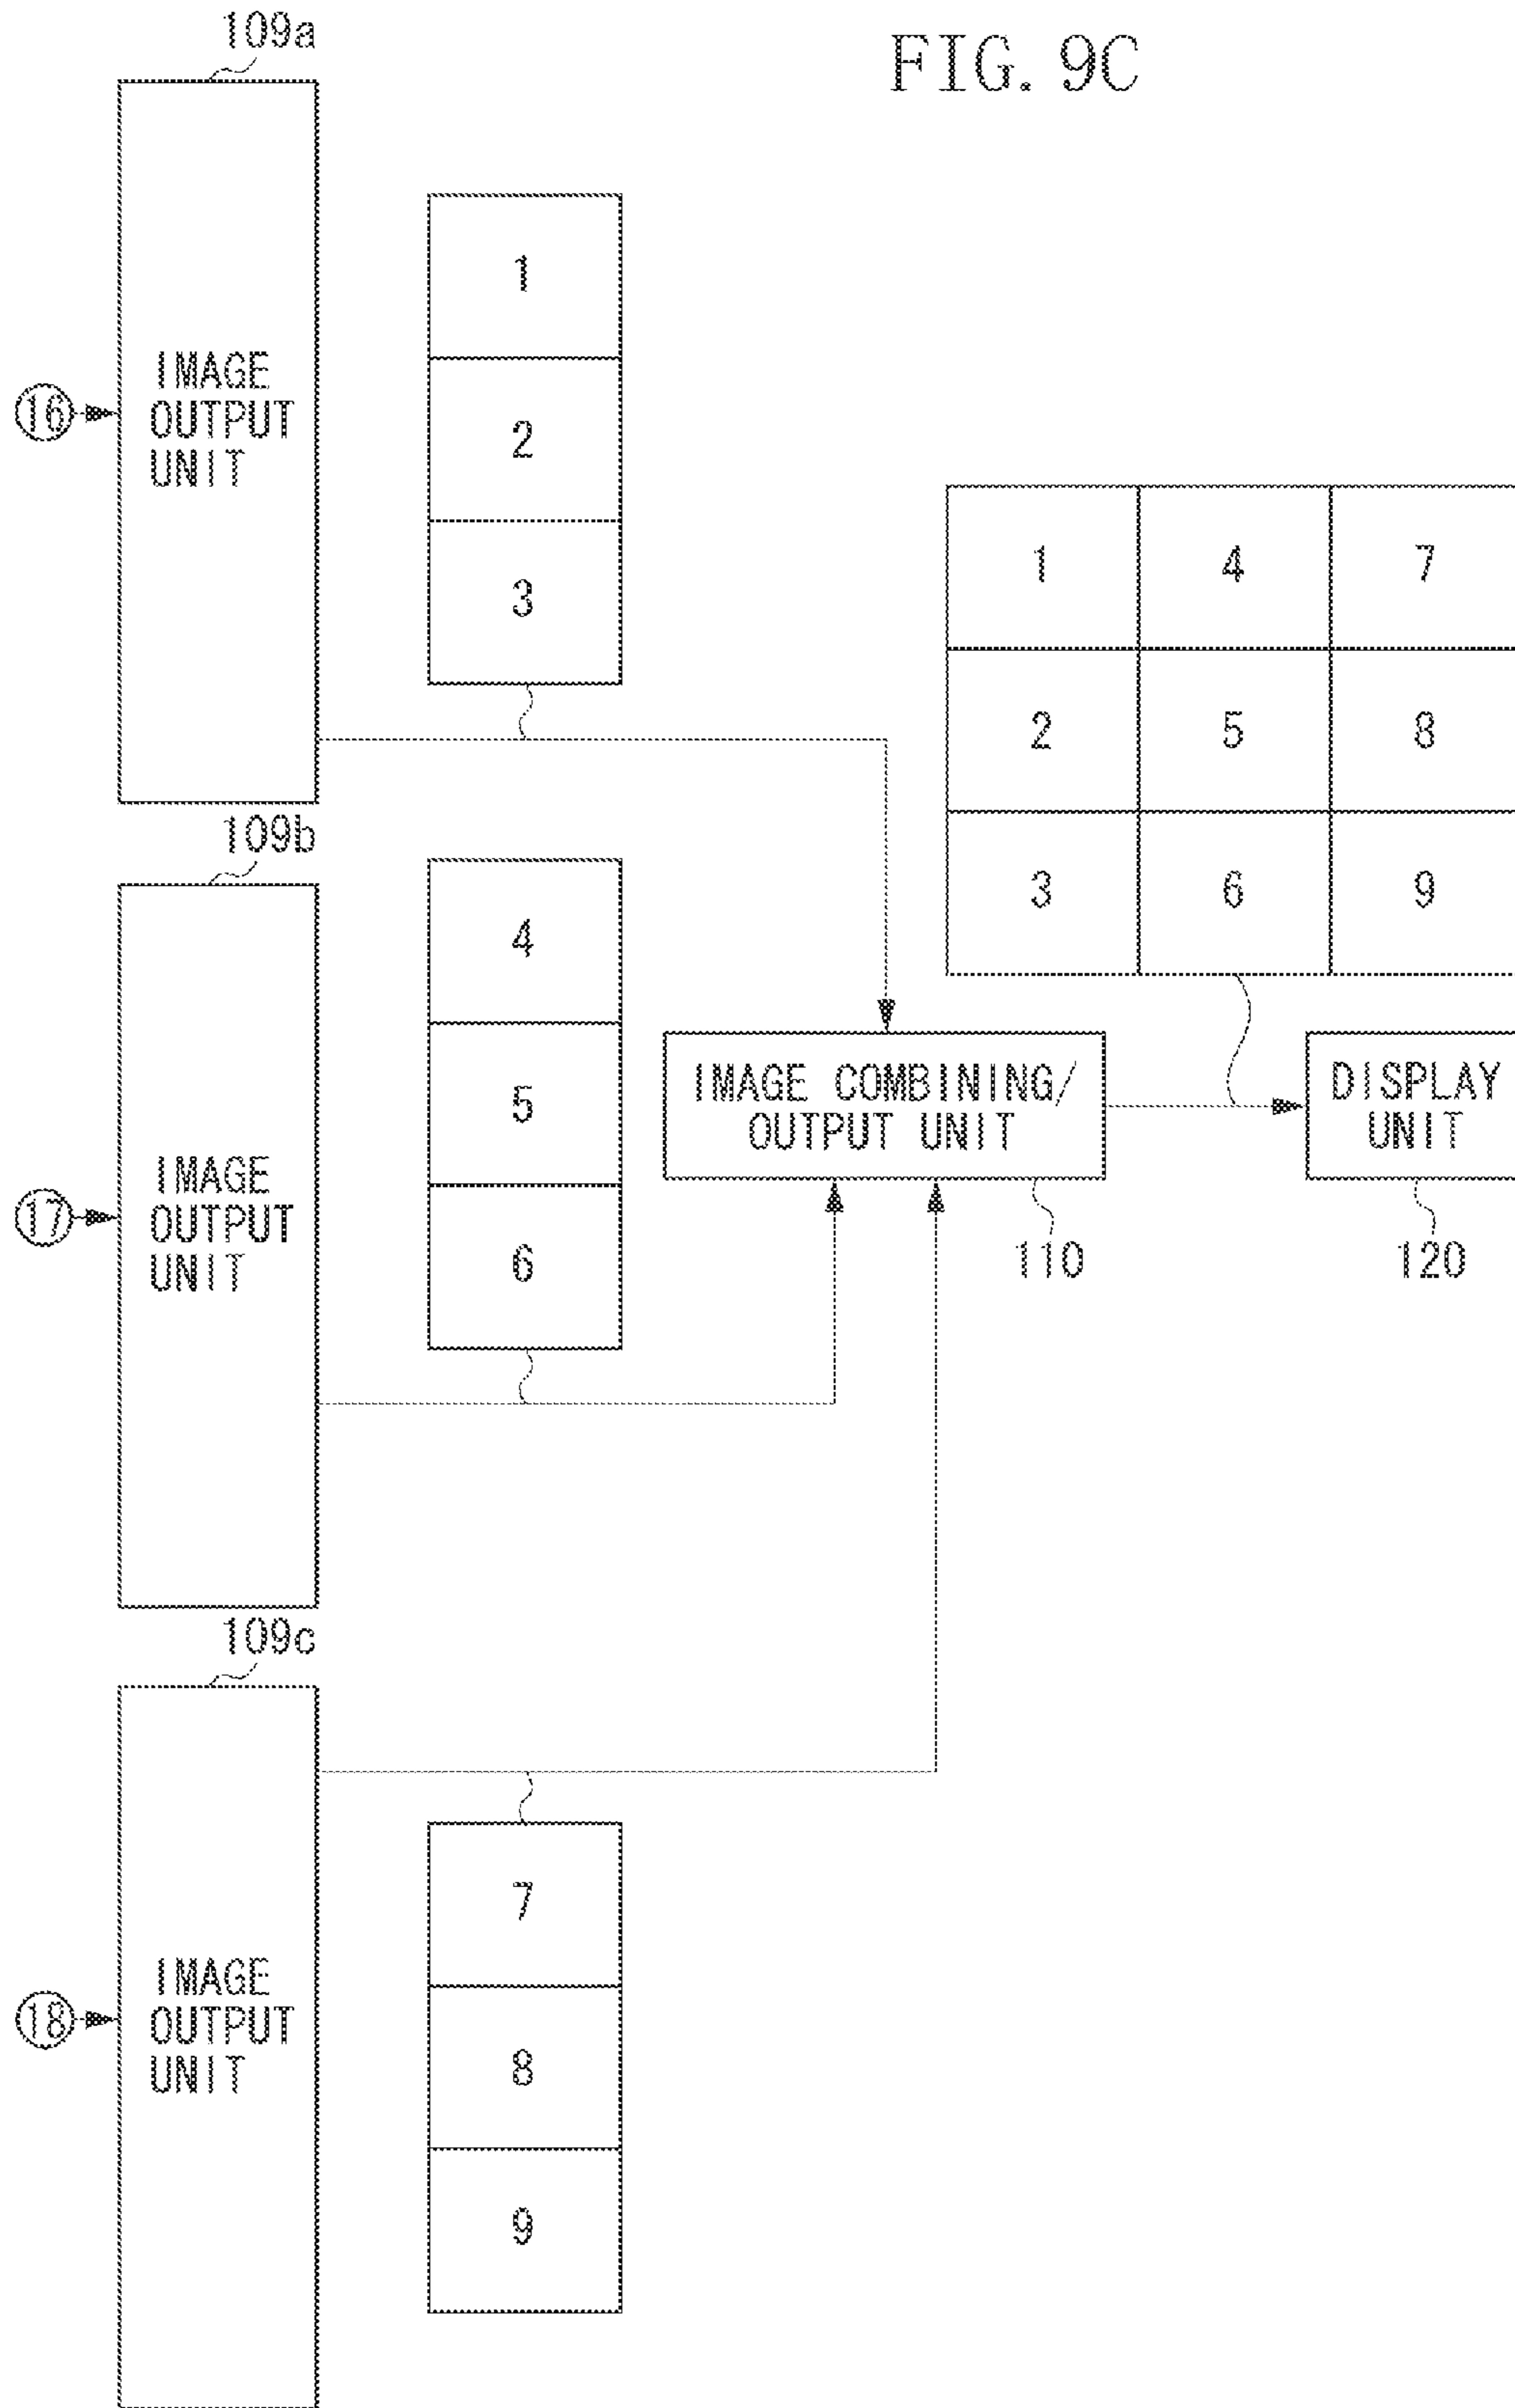 FIG. 9C
109a
16
IMAGE
OUTPUT
UNIT
1
2
3
109b
17
IMAGE
OUTPUT
UNIT
4
5
6
109c
18
IMAGE
OUTPUT
UNIT
7
8
9
IMAGE COMBINING/
OUTPUT UNIT
110
1 4 7
2 5 8
3 6 9
DISPLAY
UNIT
120